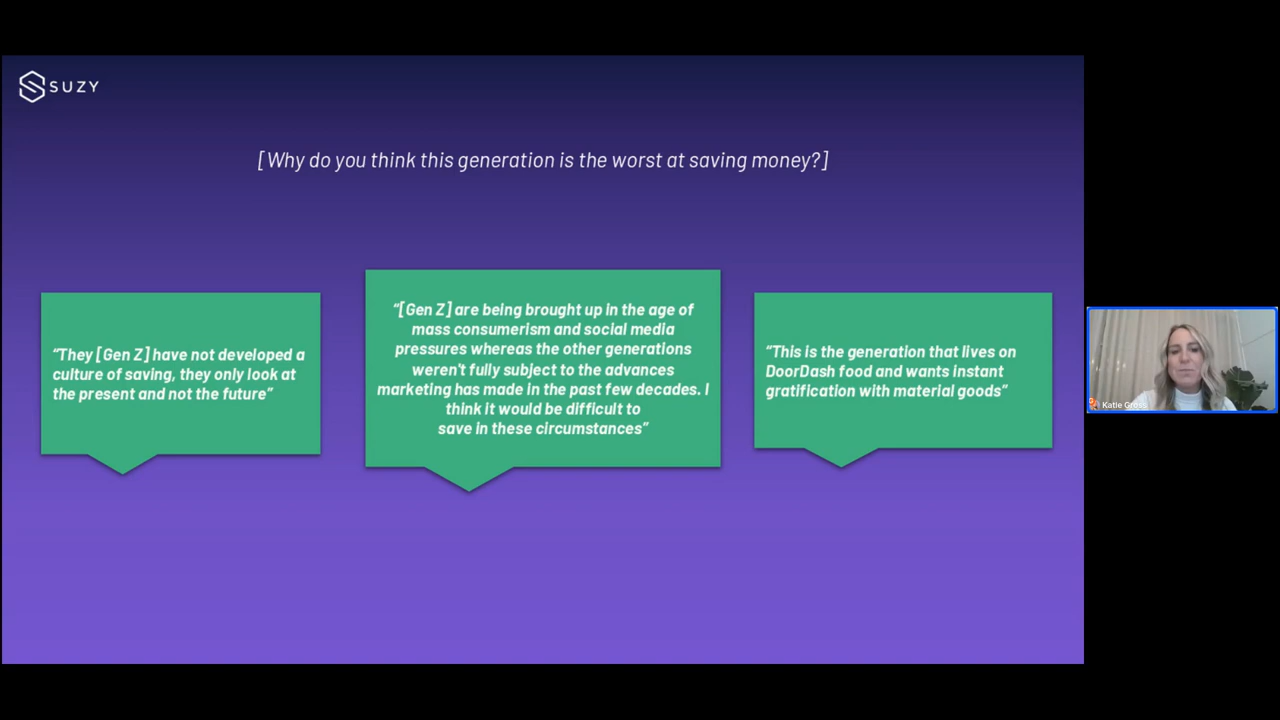 SUZY
[Why do you think this generation is the worst at saving money?]
“They [Gen Z] have not developed a
culture of saving, they only look at
the present and not the future”
“[Gen Z] are being brought up in the age of
mass consumerism and social media
pressures whereas the other generations
weren't fully subject to the advances
marketing has made in the past few decades. I
think it would be difficult to
save in these circumstances”
“This is the generation that lives on
DoorDash food and wants instant
gratification with material goods”
Katie Gross